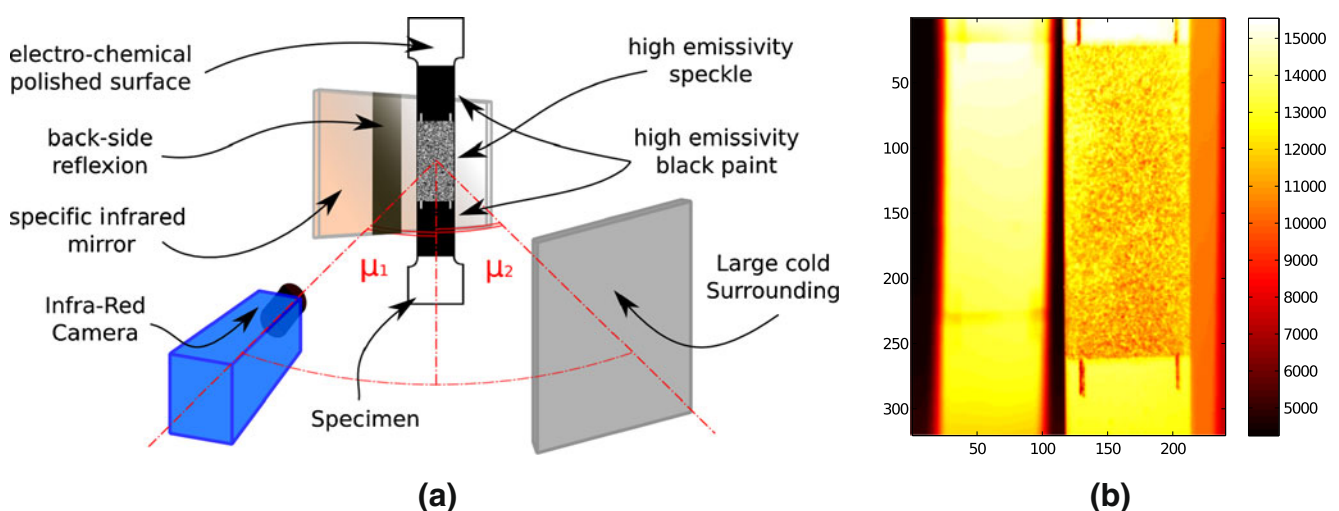 electro-chemical
polished surface
back-side
reflexion
specific infrared
mirror
Infra-Red
Camera
Specimen
high emissivity
speckle
high emissivity
black paint
Large cold
Surrounding
μ1
μ2
(a)
50
100
150
200
250
300
50
100
150
200
15000
14000
13000
12000
11000
10000
9000
8000
7000
6000
5000
(b)